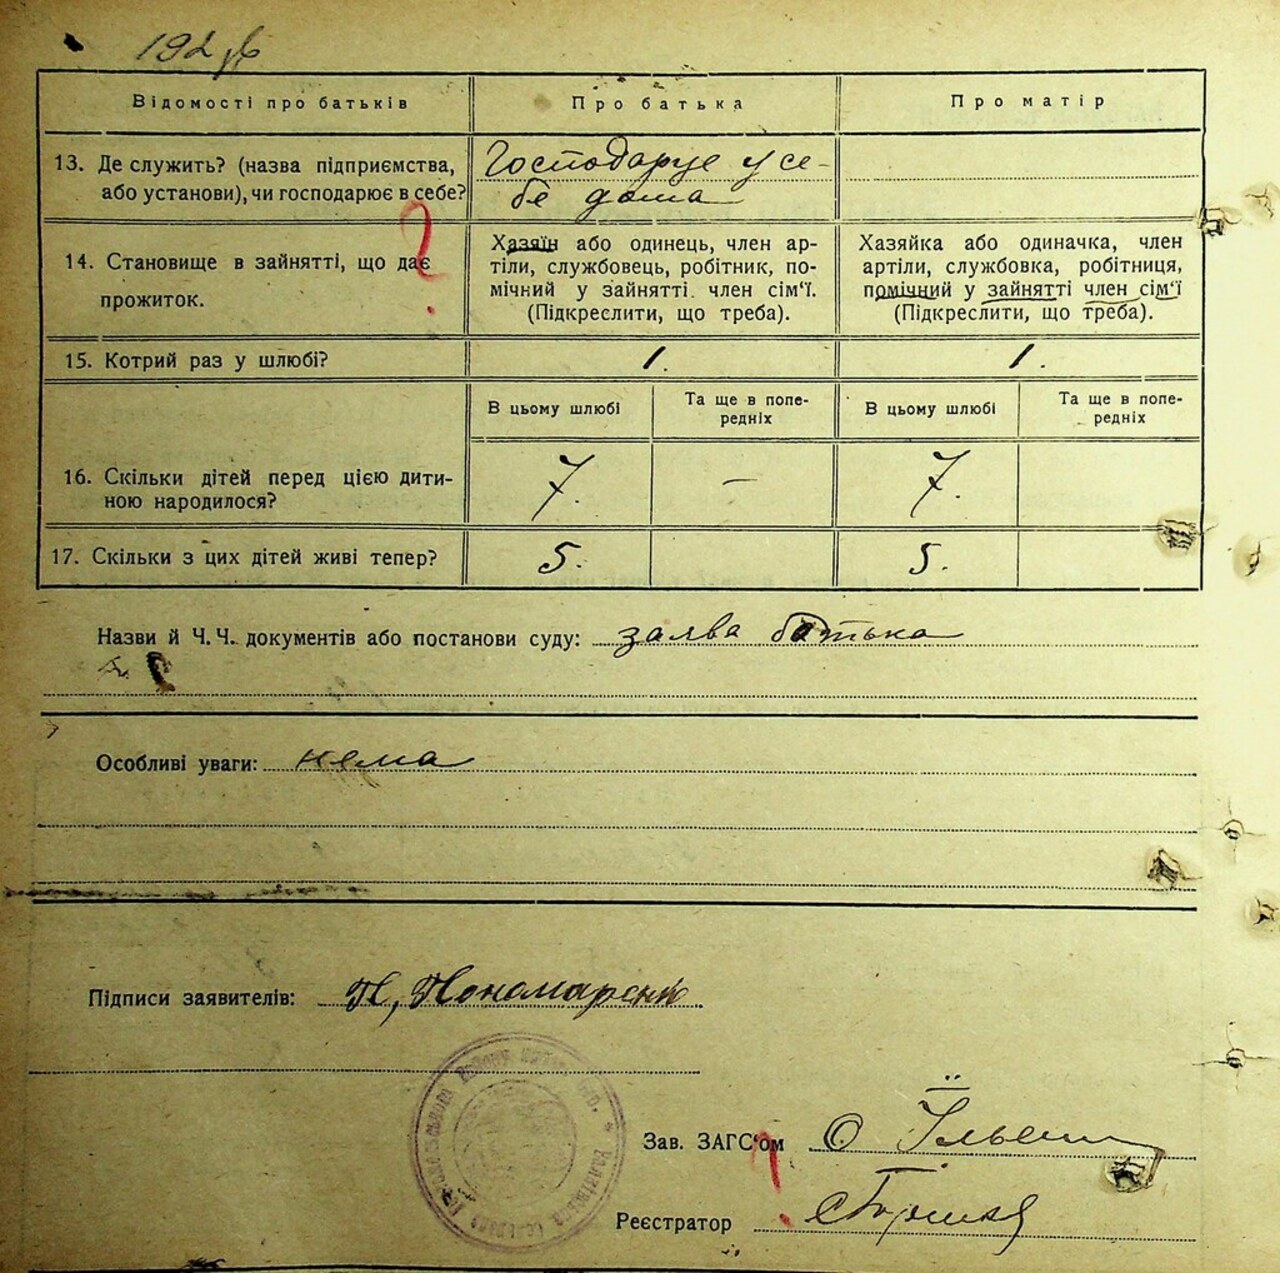 Відомості про батьків
Про батька
Про матір
13. Де служить? (назва підприємства,
або установи), чи господарює в себе?
Господарує у се-
бе дома
14. Становище в зайнятті, що дає
прожиток.
Хазяїн або одинець, член ар-
тіли, службовець, робітник, по-
мічний у зайнятті член сім'ї.
(Підкреслити, що треба).
Хазяйка або одиначка, член
артіли, службовка, робітниця,
помічний у зайнятті член сім'ї
(Підкреслити, що треба).
15. Котрий раз у шлюбі?
1.
1.
В цьому шлюбі
Та ще в попе-
редніх
В цьому шлюбі
Та ще в попе-
редніх
16. Скільки дітей перед цією дити-
ною народилося?
7.
—
7.
17. Скільки з цих дітей живі тепер?
5.
5.
Назви й Ч. Ч. документів або постанови суду: заява батька
Особливі уваги: нема
Підписи заявителів: П, Пономаренк
Зав. ЗАГС'ом
Реєстратор